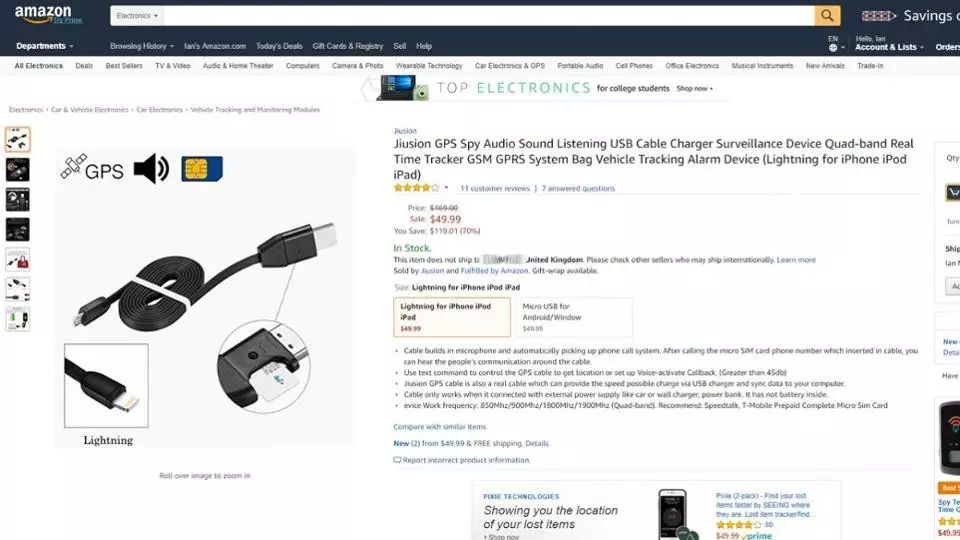 amazon
Try Prime
Electronics
Savings o
Departments
Browsing History
Ian's Amazon.com
Today's Deals
Gift Cards & Registry
Sell
Help
EN
Hello, Ian
Account & Lists
Orders
All Electronics
Deals
Best Sellers
TV & Video
Audio & Home Theater
Computers
Camera & Photo
Wearable Technology
Car Electronics & GPS
Portable Audio
Cell Phones
Office Electronics
Musical Instruments
New Arrivals
Trade-In
TOP ELECTRONICS for college students Shop now
Electronics › Car & Vehicle Electronics › Car Electronics › Vehicle Tracking and Monitoring Modules
GPS
Lightning
Roll over image to zoom in
Jiusion
Jiusion GPS Spy Audio Sound Listening USB Cable Charger Surveillance Device Quad-band Real
Time Tracker GSM GPRS System Bag Vehicle Tracking Alarm Device (Lightning for iPhone iPod
iPad)
11 customer reviews | 7 answered questions
Price: $169.00
Sale: $49.99
You Save: $119.01 (70%)
In Stock.
This item does not ship to United Kingdom. Please check other sellers who may ship internationally. Learn more
Sold by Jiusion and Fulfilled by Amazon. Gift-wrap available.
Size: Lightning for iPhone iPod iPad
Lightning for iPhone iPod
iPad
$49.99
Micro USB for
Android/Window
$49.99
• Cable builds in microphone and automatically picking up phone call system. After calling the micro SIM card phone number which inserted in cable, you
can hear the people's communication around the cable.
• Use text command to control the GPS cable to get location or set up Voice-activate Callback. (Greater than 45db)
• Jiusion GPS cable is also a real cable which can provide the speed possible charge via USB charger and sync data to your computer.
• Cable only works when it connected with external power supply like car or wall charger, power bank. It has not battery inside.
• evice Work frequency: 850Mhz/900Mhz/1800Mhz/1900Mhz (Quad-band). Recommend: Speedtalk, T-Mobile Prepaid Complete Micro Sim Card
Compare with similar items
New (2) from $49.99 & FREE shipping. Details
Report incorrect product information.
PIXIE TECHNOLOGIES
Showing you the location
of your lost items
› Shop now
Pixie (2-pack) - Find your lost
items faster by SEEING where
they are. Lost item tracker/find...
80
$49.99 prime
Qty
Turn
Ship
Ian
Ad
New
Detai
Have
Best S
Spy Te
Time G
$49.95